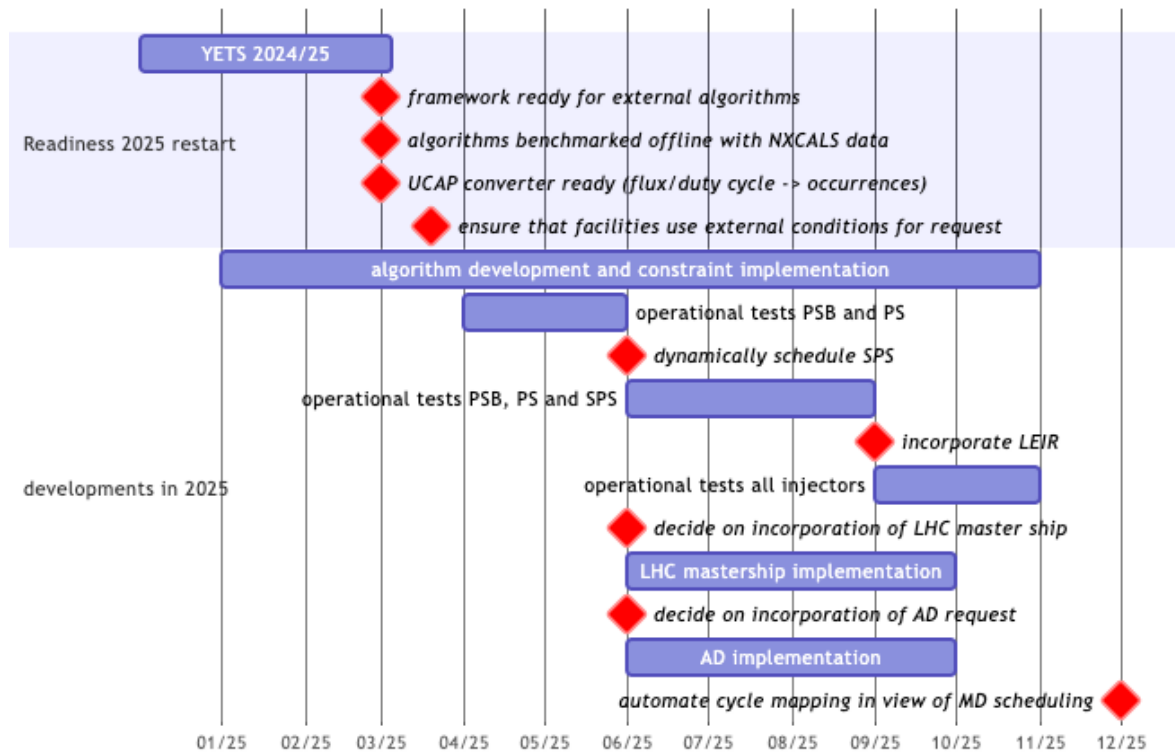 YETS 2024/25
framework ready for external algorithms
Readiness 2025 restart
algorithms benchmarked offline with NXCALS data
UCAP converter ready (flux/duty cycle -> occurrences)
ensure that facilities use external conditions for request
algorithm development and constraint implementation
operational tests PSB and PS
dynamically schedule SPS
operational tests PSB, PS and SPS
incorporate LEIR
developments in 2025
operational tests all injectors
decide on incorporation of LHC master ship
LHC mastership implementation
decide on incorporation of AD request
AD implementation
automate cycle mapping in view of MD scheduling
01/25 02/25 03/25 04/25 05/25 06/25 07/25 08/25 09/25 10/25 11/25 12/25